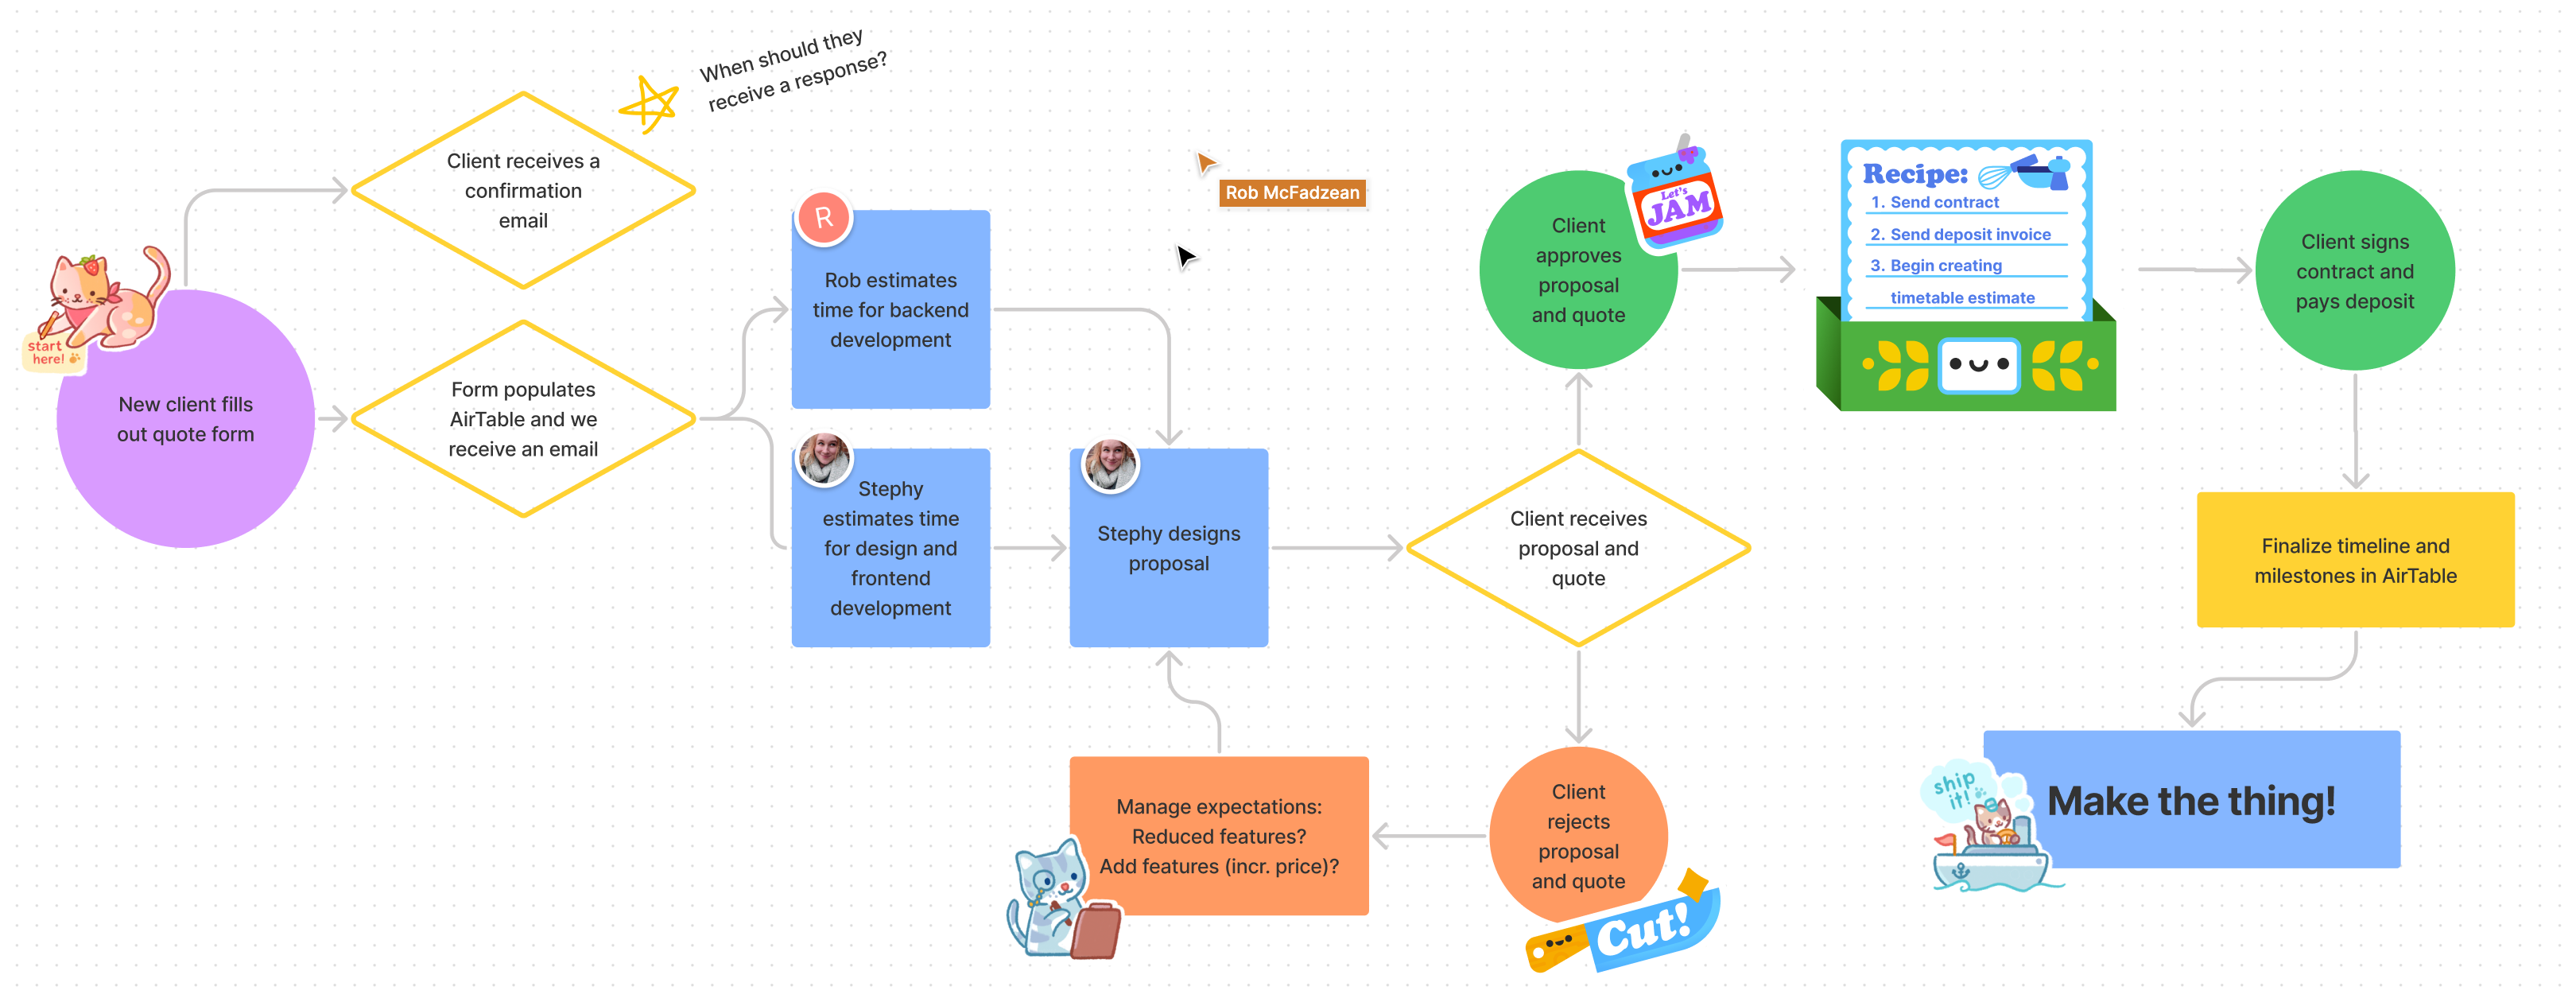 When should they
receive a response?
Client receives a
confirmation
email
start
here!
New client fills
out quote form
Form populates
AirTable and we
receive an email
R
Rob estimates
time for backend
development
Stephy
estimates time
for design and
frontend
development
Rob McFadzean
Stephy designs
proposal
Client receives
proposal and
quote
Client
approves
proposal
and quote
Let's
JAM
Client
rejects
proposal
and quote
Cut!
Manage expectations:
Reduced features?
Add features (incr. price)?
Recipe:
1. Send contract
2. Send deposit invoice
3. Begin creating
timetable estimate
Client signs
contract and
pays deposit
Finalize timeline and
milestones in AirTable
ship
it!
Make the thing!